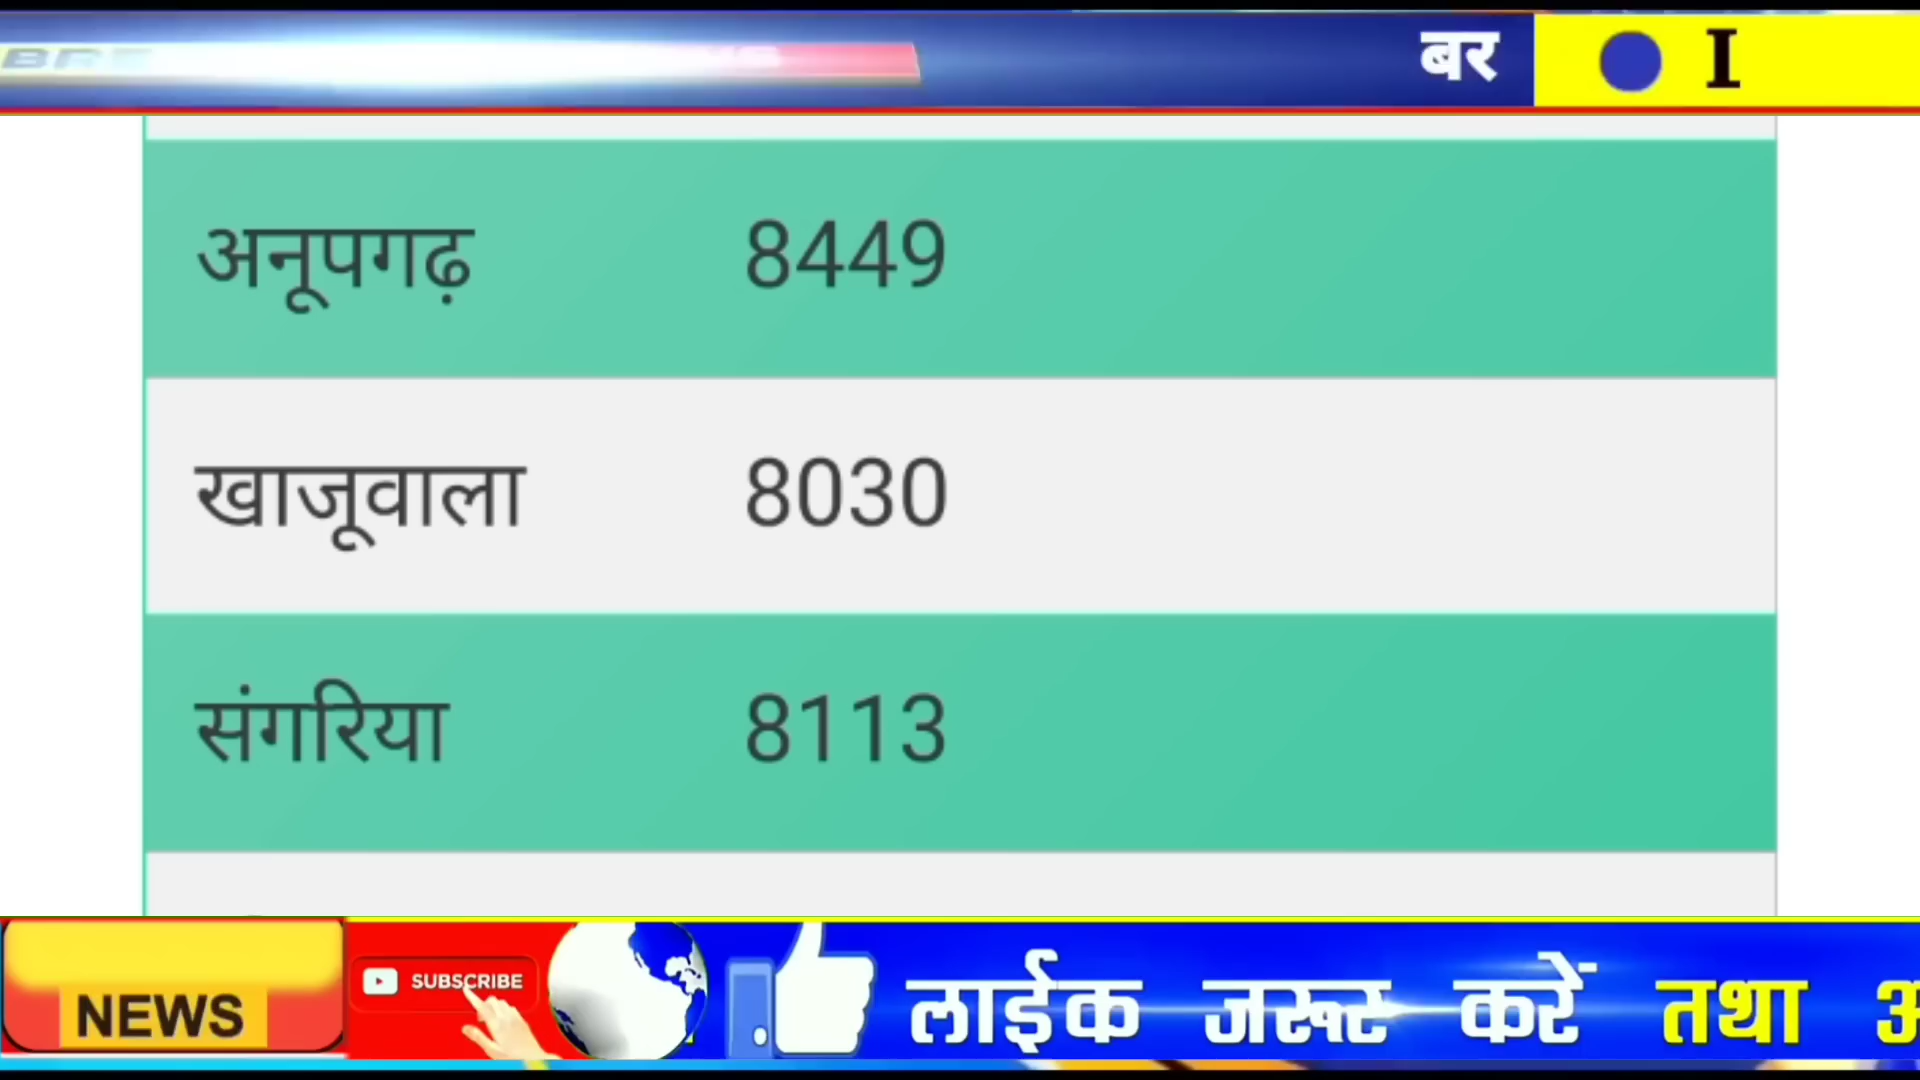 बर I
अनूपगढ़ 8449
खाजूवाला 8030
संगरिया 8113
NEWS SUBSCRIBE लाईक जरूर करें तथा